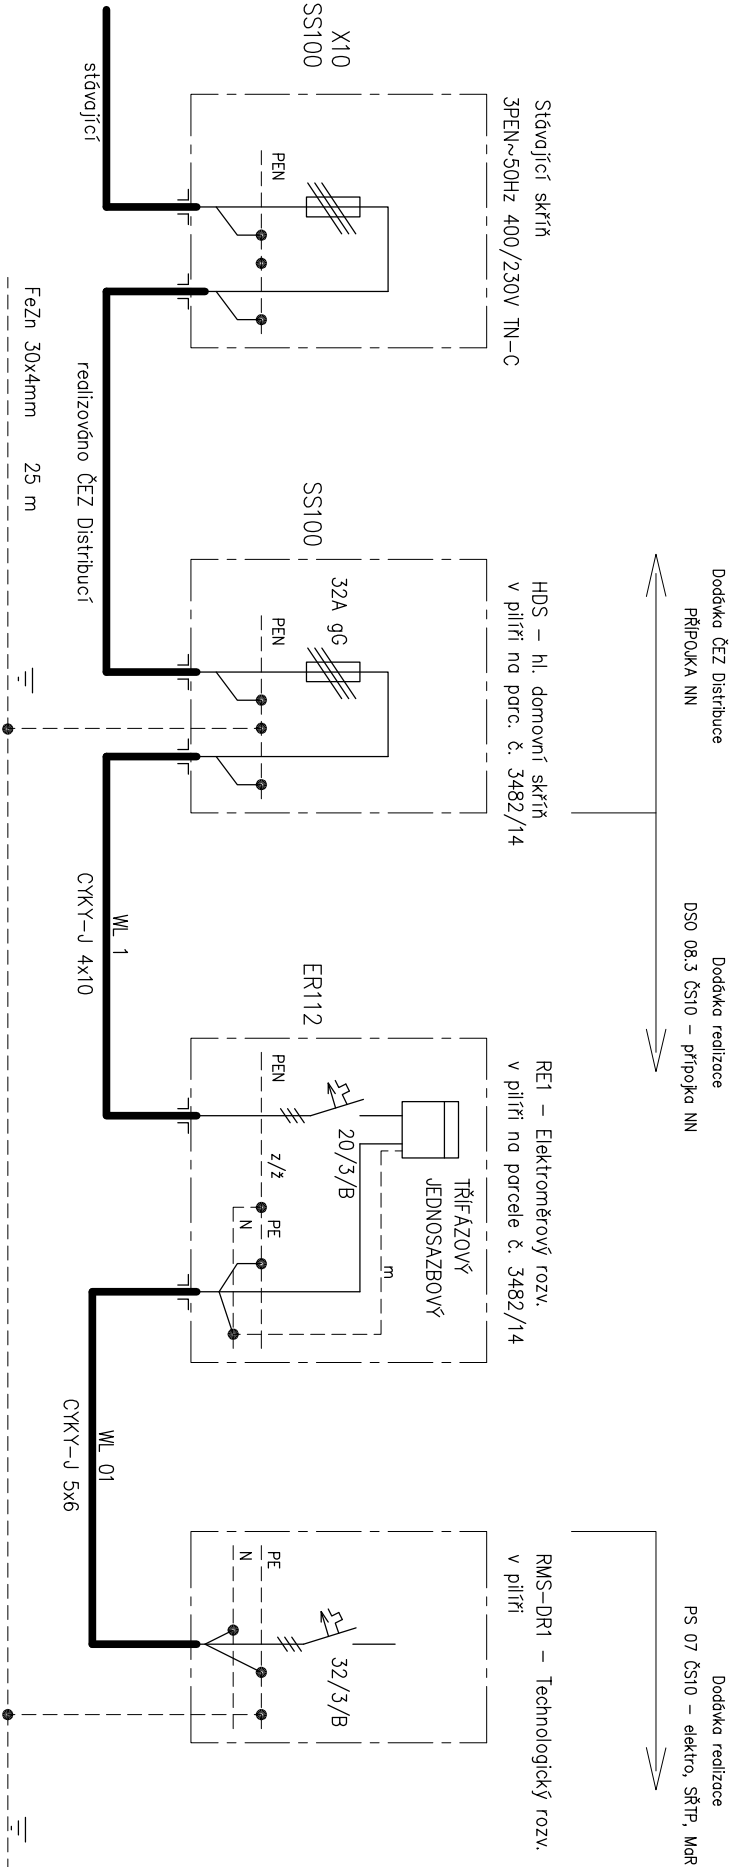 Dodávka ČEZ Distribuce
PŘÍPOJKA NN
Dodávka realizace
DSO 08.3 ČS10 – přípojka NN
Dodávka realizace
PS 07 ČS10 – elektro, SŘTP, MaR
Stávající skříň
3PEN~50Hz 400/230V TN–C
X10
SS100
PEN
stávající
HDS – hl. domovní skříň
v pilíři na parc. č. 3482/14
SS100
32A gG
PEN
realizováno ČEZ Distribucí
RE1 – Elektroměrový rozv.
v pilíři na parcele č. 3482/14
ER112
TŘÍFÁZOVÝ
JEDNOSAZBOVÝ
20/3/B
m
PEN
z/ž
PE
N
WL 1
CYKY–J 4x10
RMS–DR1 – Technologický rozv.
v pilíři
32/3/B
PE
N
WL 01
CYKY–J 5x6
FeZn 30x4mm 25 m